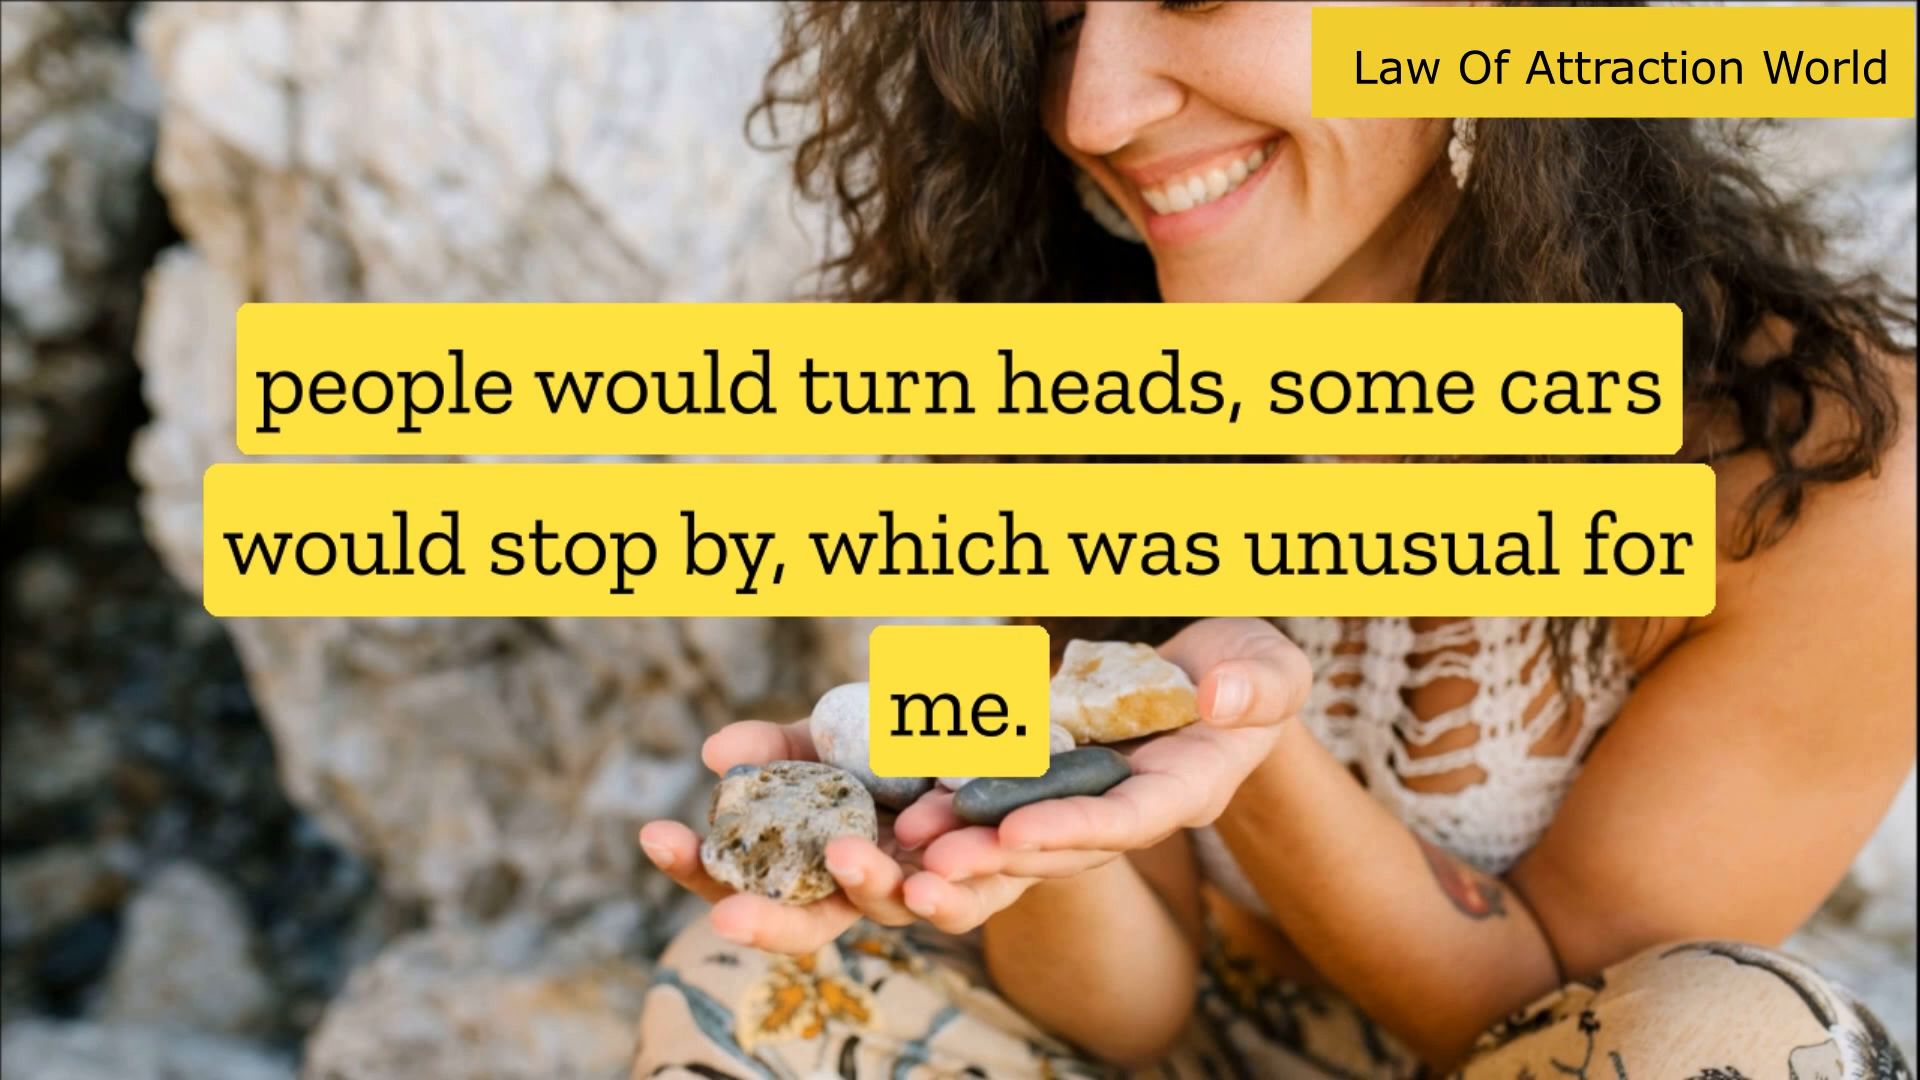 Law Of Attraction World
people would turn heads, some cars
would stop by, which was unusual for
me.